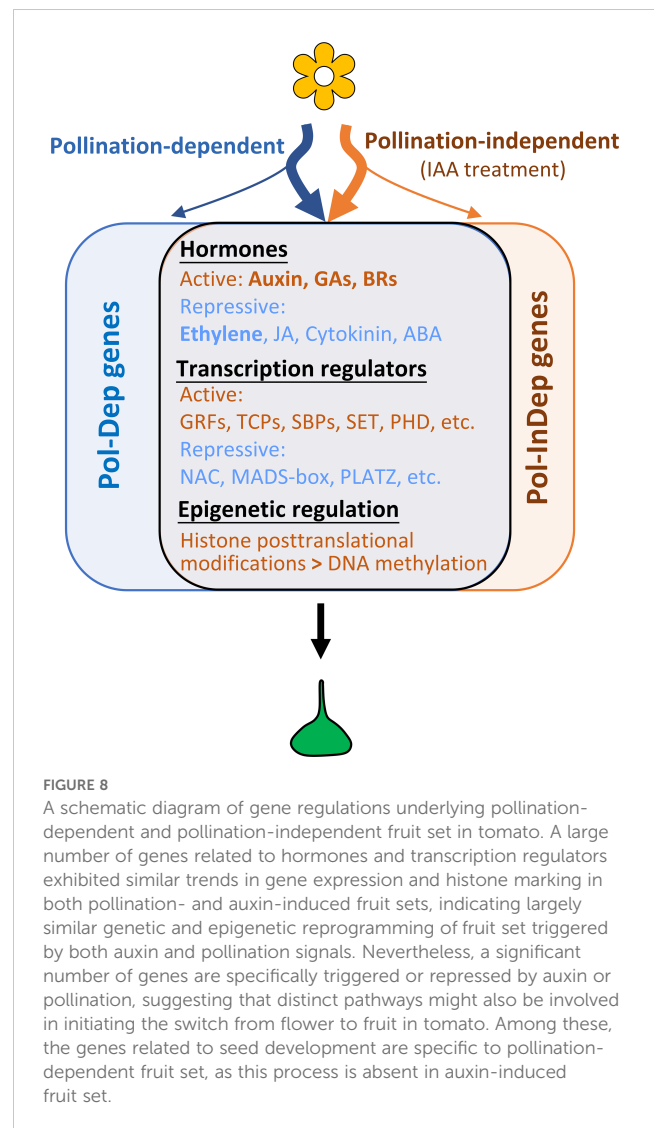 Pollination-dependent
Pollination-independent
(IAA treatment)
Pol-Dep genes
Hormones
Active: Auxin, GAs, BRs
Repressive:
Ethylene, JA, Cytokinin, ABA
Transcription regulators
Active:
GRFs, TCPs, SBPs, SET, PHD, etc.
Repressive:
NAC, MADS-box, PLATZ, etc.
Epigenetic regulation
Histone posttranslational
modifications > DNA methylation
Pol-InDep genes
FIGURE 8
A schematic diagram of gene regulations underlying pollination-
dependent and pollination-independent fruit set in tomato. A large
number of genes related to hormones and transcription regulators
exhibited similar trends in gene expression and histone marking in
both pollination- and auxin-induced fruit sets, indicating largely
similar genetic and epigenetic reprogramming of fruit set triggered
by both auxin and pollination signals. Nevertheless, a significant
number of genes are specifically triggered or repressed by auxin or
pollination, suggesting that distinct pathways might also be involved
in initiating the switch from flower to fruit in tomato. Among these,
the genes related to seed development are specific to pollination-
dependent fruit set, as this process is absent in auxin-induced
fruit set.